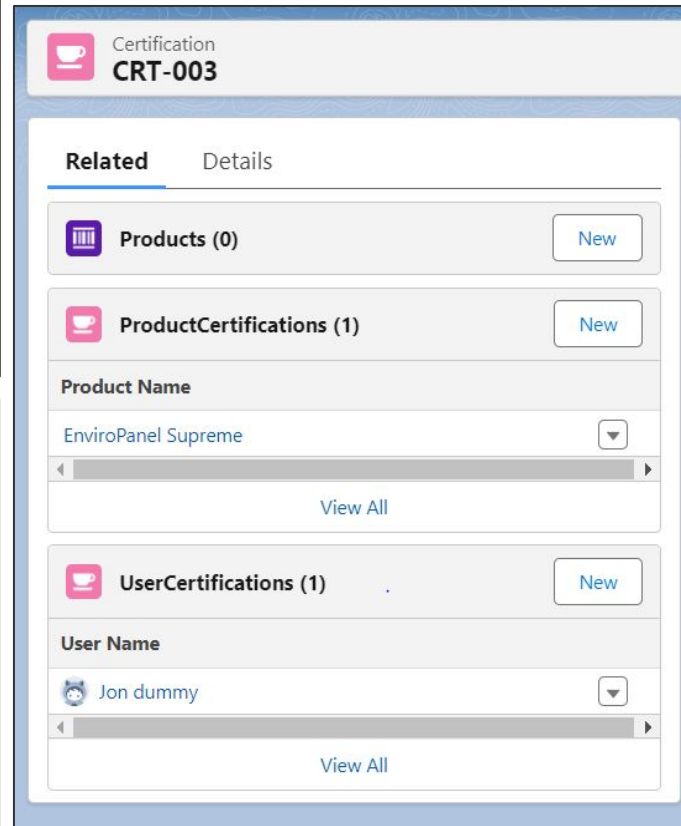 Certification
CRT-003
Related Details
Products (0) New
ProductCertifications (1) New
Product Name
EnviroPanel Supreme
View All
UserCertifications (1) New
User Name
Jon dummy
View All